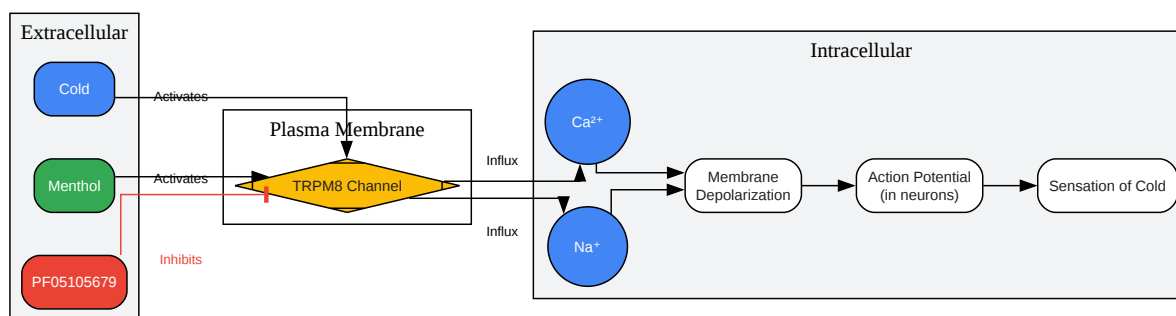 Extracellular
Cold
Activates
Menthol
Activates
PF05105679
Inhibits
Plasma Membrane
TRPM8 Channel
Influx
Influx
Intracellular
Ca²⁺
Na⁺
Membrane
Depolarization
Action Potential
(in neurons)
Sensation of Cold